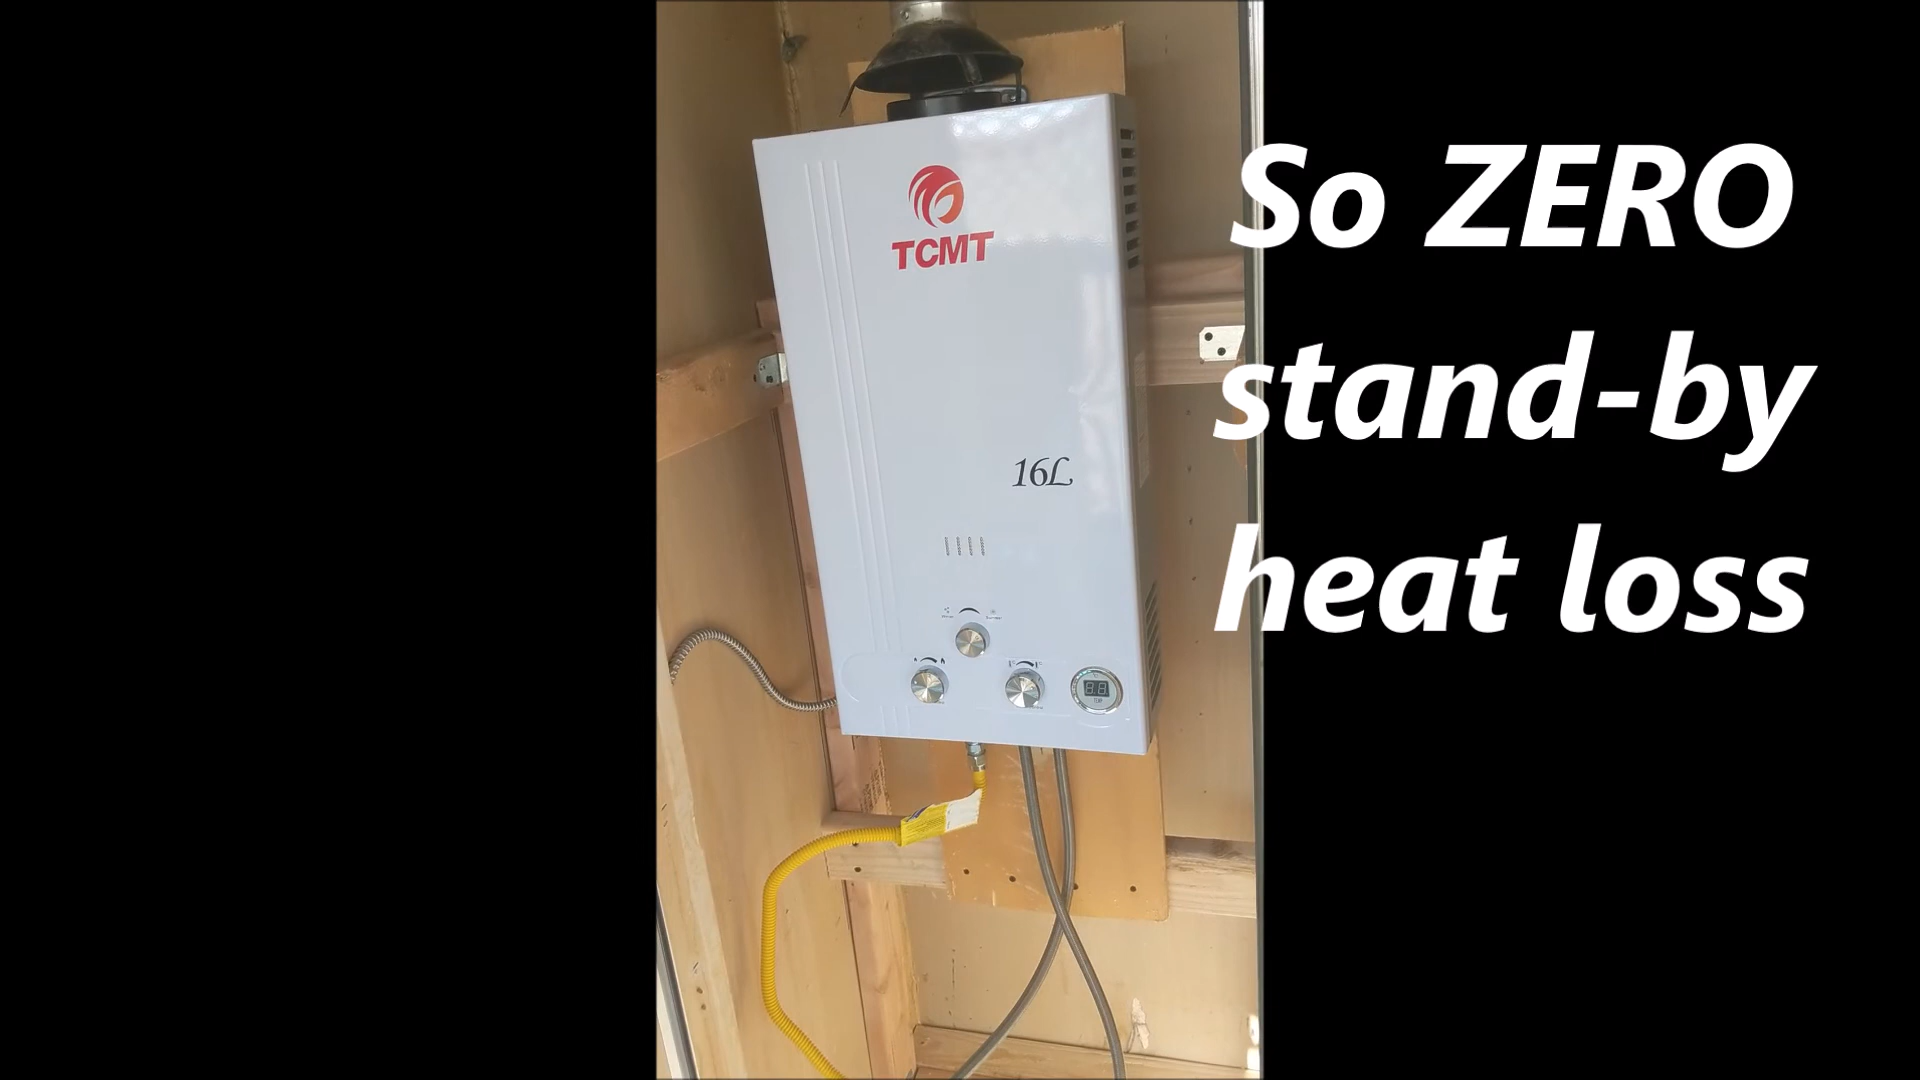 So ZERO
stand-by
heat loss
TCMT
16L